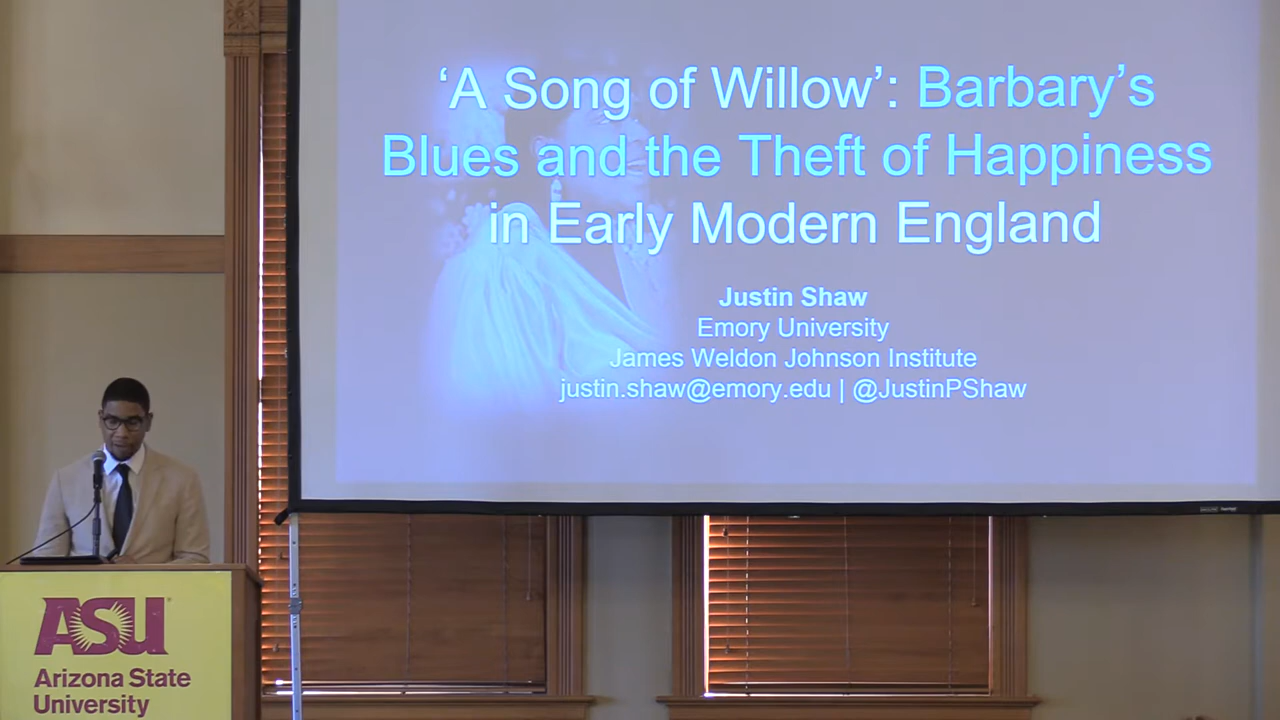 ‘A Song of Willow’: Barbary’s
Blues and the Theft of Happiness
in Early Modern England
Justin Shaw
Emory University
James Weldon Johnson Institute
justin.shaw@emory.edu | @JustinPShaw
ASU
Arizona State
University